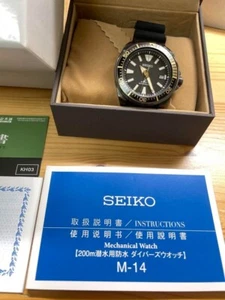 書
KH03
SEIKO
取 扱 説 明 書 / INSTRUCTIONS
使 用 说 明 书 / 使 用 說 明 書
Mechanical Watch
【200m潜水用防水 ダイバーズウオッチ】
M-14